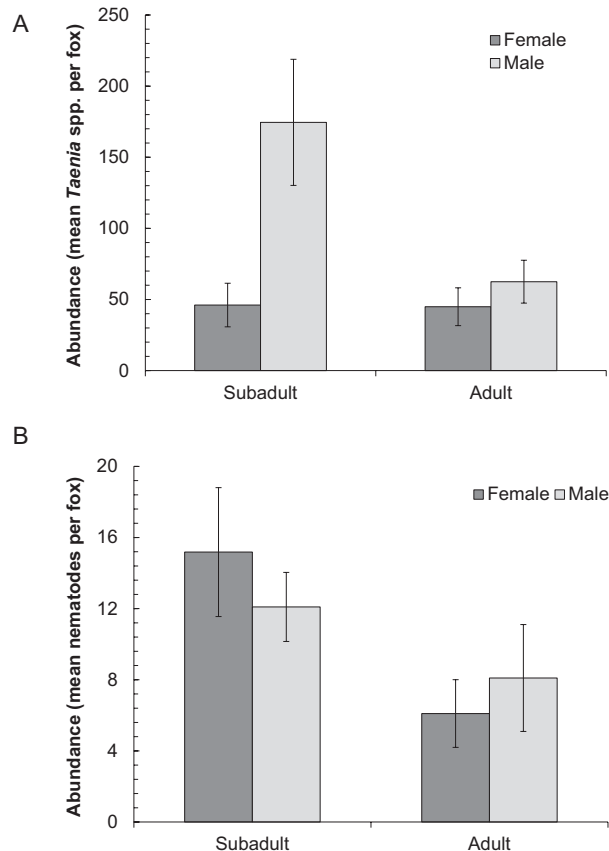 A
Abundance (mean Taenia spp. per fox)
250
200
150
100
50
0
Female
Male
Subadult Adult
B
Abundance (mean nematodes per fox)
20
16
12
8
4
0
Female Male
Subadult Adult